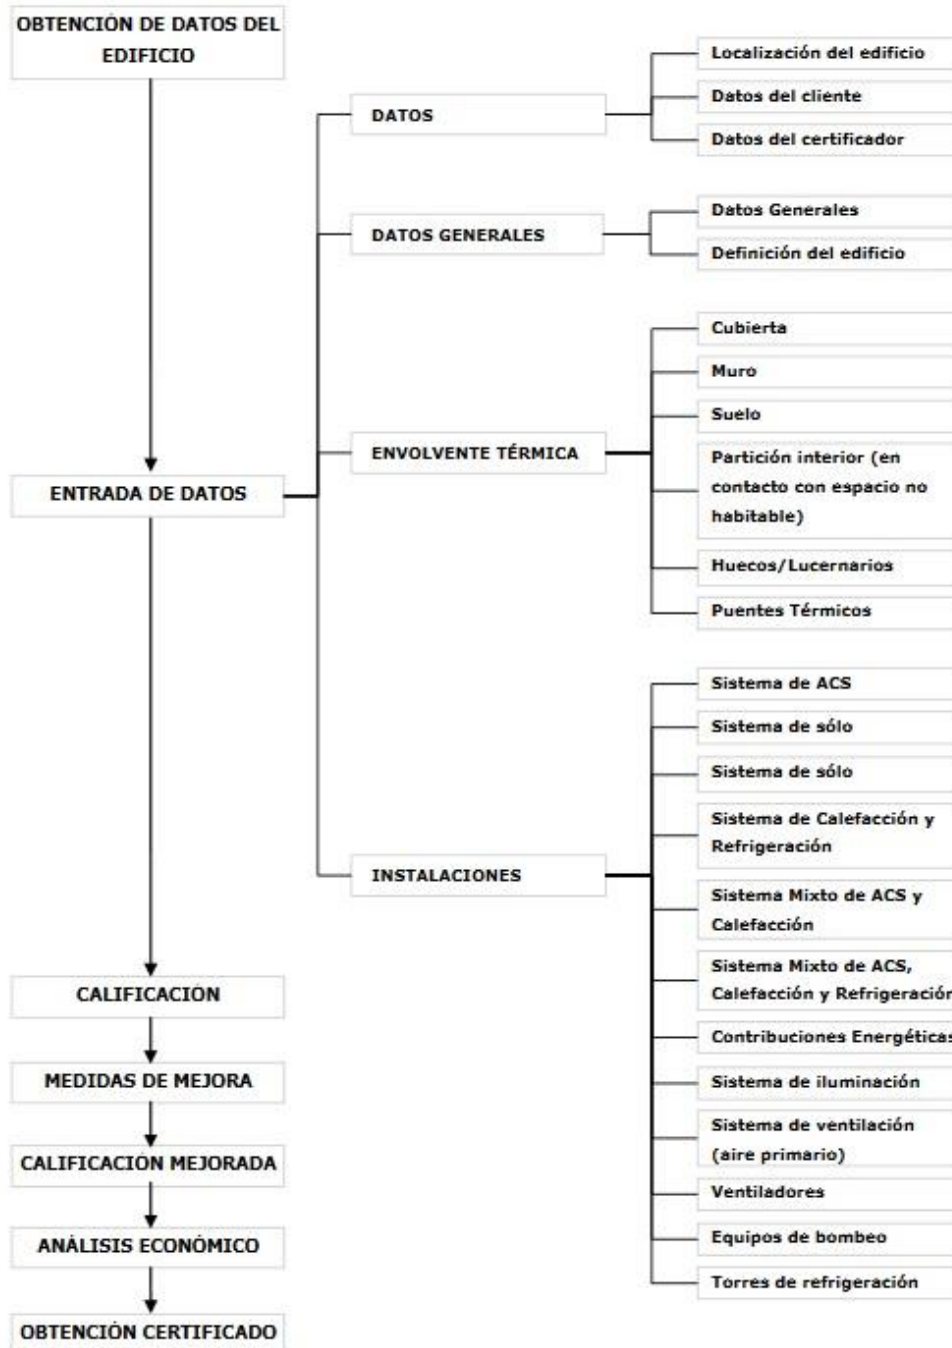 OBTENCIÓN DE DATOS DEL
EDIFICIO
ENTRADA DE DATOS
CALIFICACIÓN
MEDIDAS DE MEJORA
CALIFICACIÓN MEJORADA
ANÁLISIS ECONÓMICO
OBTENCIÓN CERTIFICADO
DATOS
Localización del edificio
Datos del cliente
Datos del certificador
DATOS GENERALES
Datos Generales
Definición del edificio
ENVOLVENTE TÉRMICA
Cubierta
Muro
Suelo
Partición interior (en
contacto con espacio no
habitable)
Huecos/Lucernarios
Puentes Térmicos
INSTALACIONES
Sistema de ACS
Sistema de sólo
Sistema de sólo
Sistema de Calefacción y
Refrigeración
Sistema Mixto de ACS y
Calefacción
Sistema Mixto de ACS,
Calefacción y Refrigeración
Contribuciones Energéticas
Sistema de iluminación
Sistema de ventilación
(aire primario)
Ventiladores
Equipos de bombeo
Torres de refrigeración